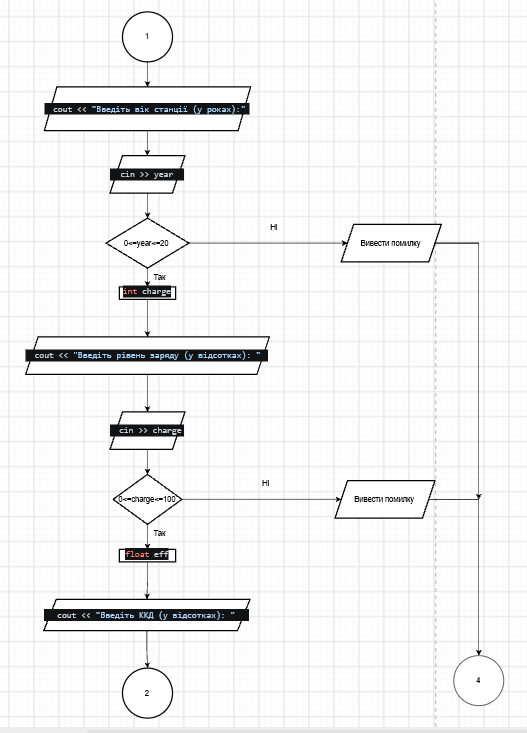 1
cout << "Введіть вік станції (у роках):"
cin >> year
0<=year<=20
Ні
Вивести помилку
Так
int charge
cout << "Введіть рівень заряду (у відсотках): "
cin >> charge
0<=charge<=100
Ні
Вивести помилку
Так
float eff
cout << "Введіть ККД (у відсотках): "
2
4